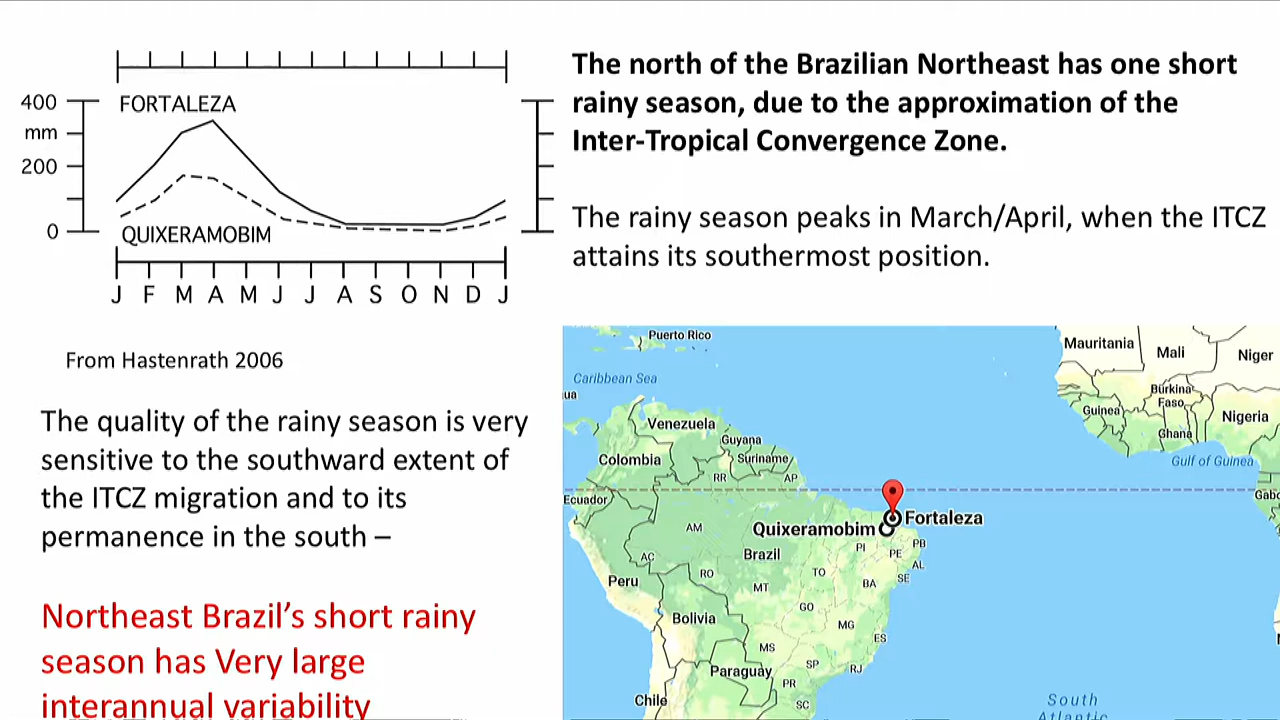 The north of the Brazilian Northeast has one short
rainy season, due to the approximation of the
Inter-Tropical Convergence Zone.
The rainy season peaks in March/April, when the ITCZ
attains its southermost position.
400
mm
200
0
FORTALEZA
QUIXERAMOBIM
J F M A M J J A S O N D J
From Hastenrath 2006
The quality of the rainy season is very
sensitive to the southward extent of
the ITCZ migration and to its
permanence in the south –
Northeast Brazil's short rainy
season has Very large
interannual variability
Puerto Rico
Caribbean Sea
ua
Venezuela
Guyana
Suriname
Colombia
RR
AP
Ecuador
Mauritania
Mali
Niger
Burkina
Faso
Guinea
Ghana
Nigeria
Gulf of Guinea
Gabo
Fortaleza
Quixeramobim
AM
Brazil
PI
PB
PE
AL
SE
AC
RO
TO
BA
MT
Peru
GO
Bolivia
MG
ES
MS
SP
RJ
Paraguay
PR
SC
Chile
South
Atlantic